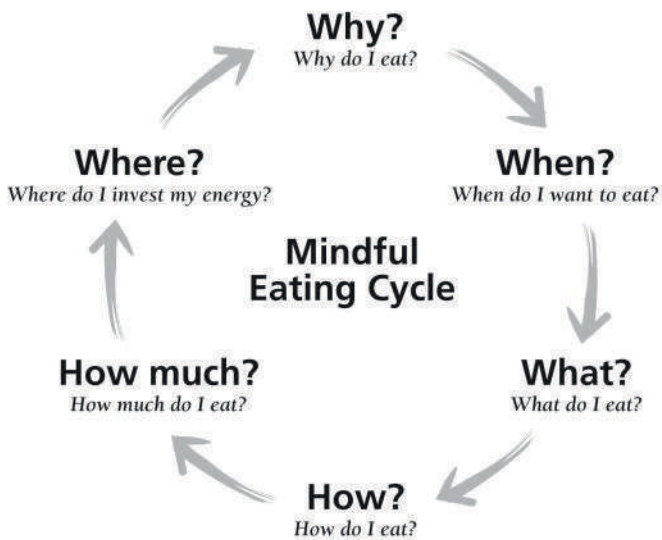 Why?
Why do I eat?
When?
When do I want to eat?
What?
What do I eat?
How?
How do I eat?
How much?
How much do I eat?
Where?
Where do I invest my energy?
Mindful
Eating Cycle